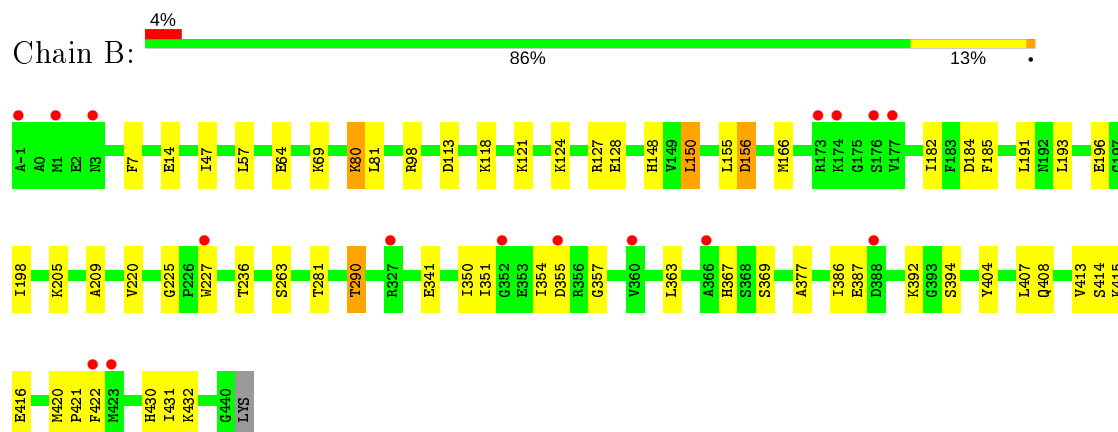 4%
Chain B:
86% 13% •
A-1 A0 M1 E2 N3 F7 E14 I47 L57 E64 K69 K80 L81 R98 D113 K118 K121 K124 R127 E128 H148 V149 L150 L155 D156 M166 R173 K174 G175 S176 V177 I182 F183 D184 F185 L191 N192 L193 E196 G197
I198 K205 A209 V220 G225 P226 W227 T236 S263 T281 T290 R327 E341 I350 I351 G352 E353 I354 D355 R356 G357 V360 L363 A366 H367 S368 S369 A377 I386 E387 D388 K392 G393 S394 Y404 L407 Q408 V413 S414 K415
E416 M420 P421 F422 M423 H430 I431 K432 G440 LYS